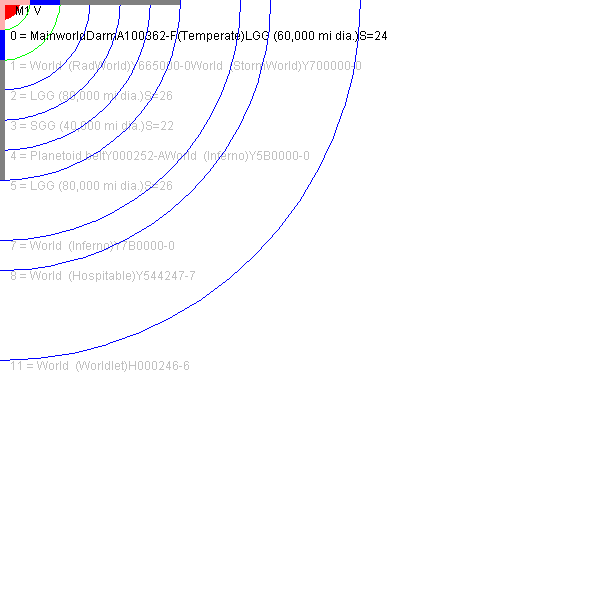 M1 V
0 = MainworldDarmA100362-F(Temperate)LGG (60,000 mi dia.)S=24
1 = World  (RadWorld)Y665000-0World  (StormWorld)Y700000-0
2 = LGG (80,000 mi dia.)S=26
3 = SGG (40,000 mi dia.)S=22
4 = Planetoid beltY000252-AWorld  (Inferno)Y5B0000-0
5 = LGG (80,000 mi dia.)S=26
7 = World  (Inferno)Y7B0000-0
8 = World  (Hospitable)Y544247-7
11 = World  (Worldlet)H000246-6